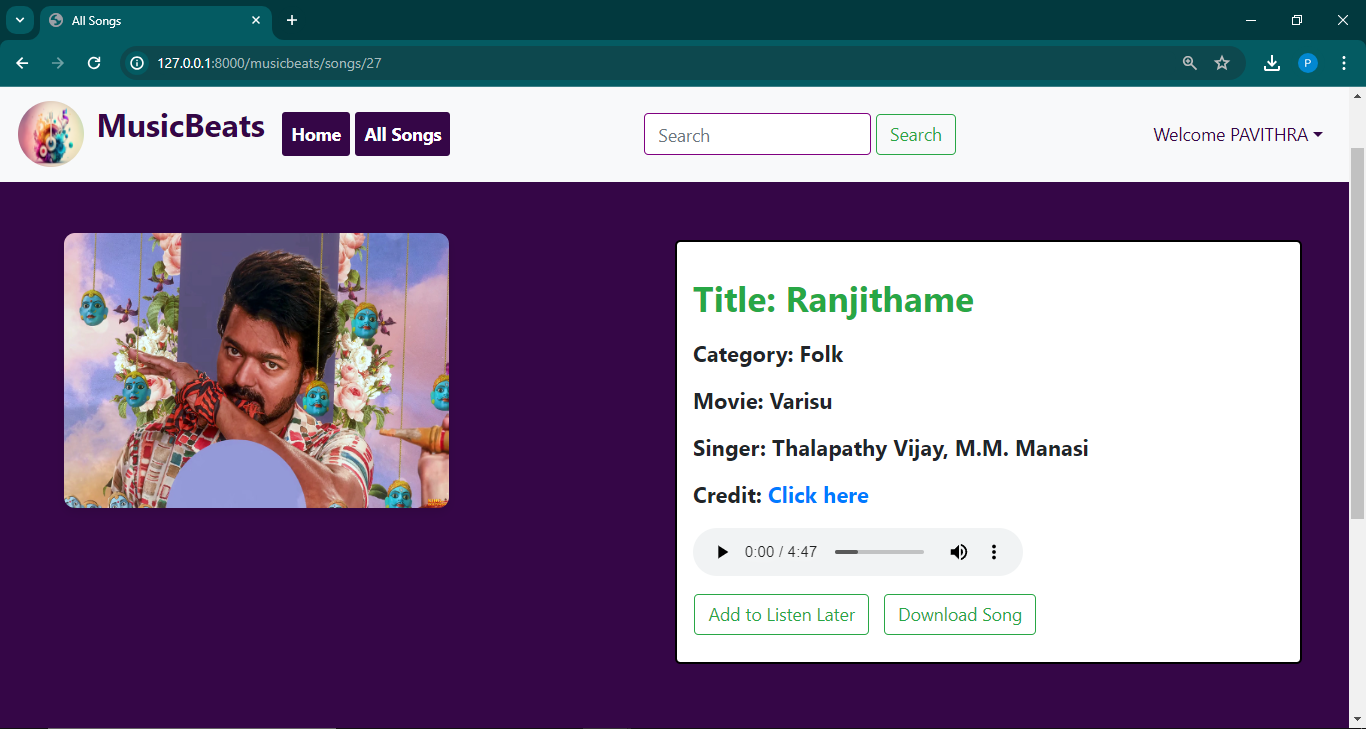 All Songs
127.0.0.1:8000/musicbeats/songs/27
P
MusicBeats
Home
All Songs
Search
Search
Welcome PAVITHRA
Title: Ranjithame
Category: Folk
Movie: Varisu
Singer: Thalapathy Vijay, M.M. Manasi
Credit: Click here
0:00 / 4:47
Add to Listen Later
Download Song